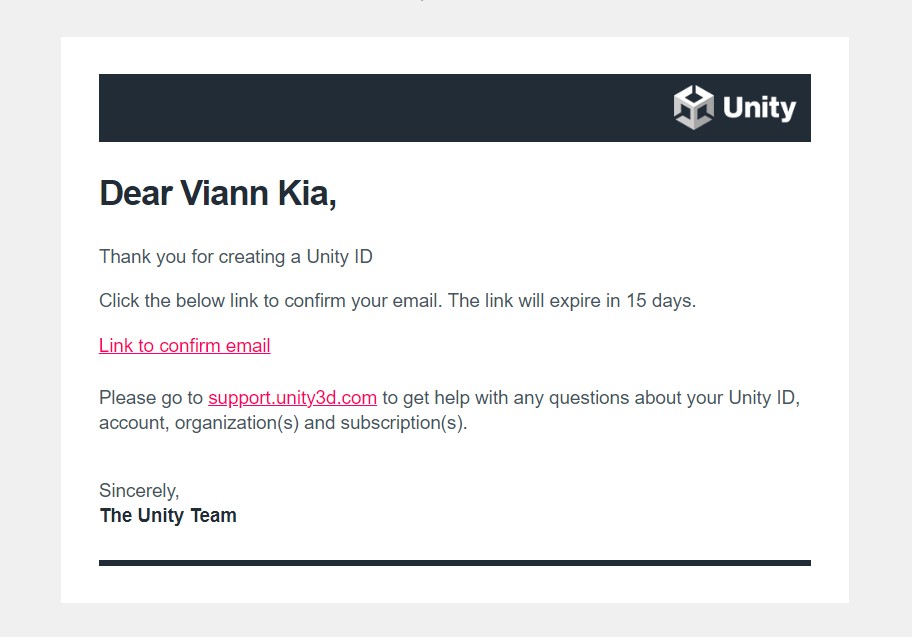 Unity
Dear Viann Kia,
Thank you for creating a Unity ID
Click the below link to confirm your email. The link will expire in 15 days.
Link to confirm email
Please go to support.unity3d.com to get help with any questions about your Unity ID,
account, organization(s) and subscription(s).
Sincerely,
The Unity Team